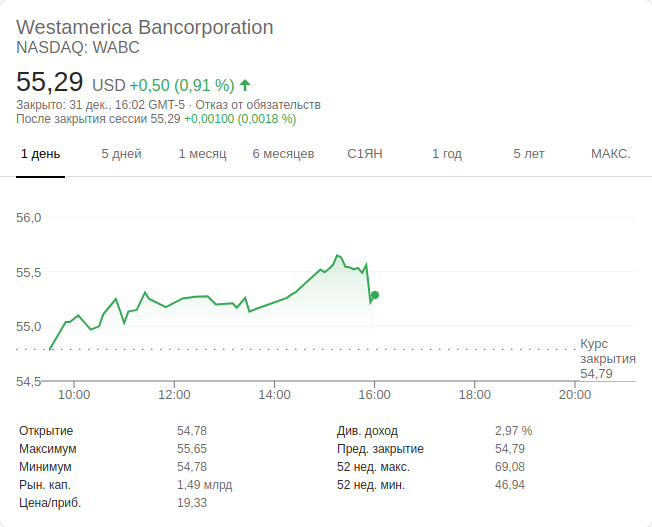 Westamerica Bancorporation
NASDAQ: WABC
55,29 USD +0,50 (0,91 %)
Закрыто: 31 дек., 16:02 GMT-5 · Отказ от обязательств
После закрытия сессии 55,29 +0,00100 (0,0018 %)
1 день 5 дней 1 месяц 6 месяцев С1ЯН 1 год 5 лет МАКС.
56,0
55,5
55,0
Курс
закрытия
54,79
54,5
10:00 12:00 14:00 16:00 18:00 20:00
Открытие 54,78 Див. доход 2,97 %
Максимум 55,65 Пред. закрытие 54,79
Минимум 54,78 52 нед. макс. 69,08
Рын. кап. 1,49 млрд 52 нед. мин. 46,94
Цена/приб. 19,33